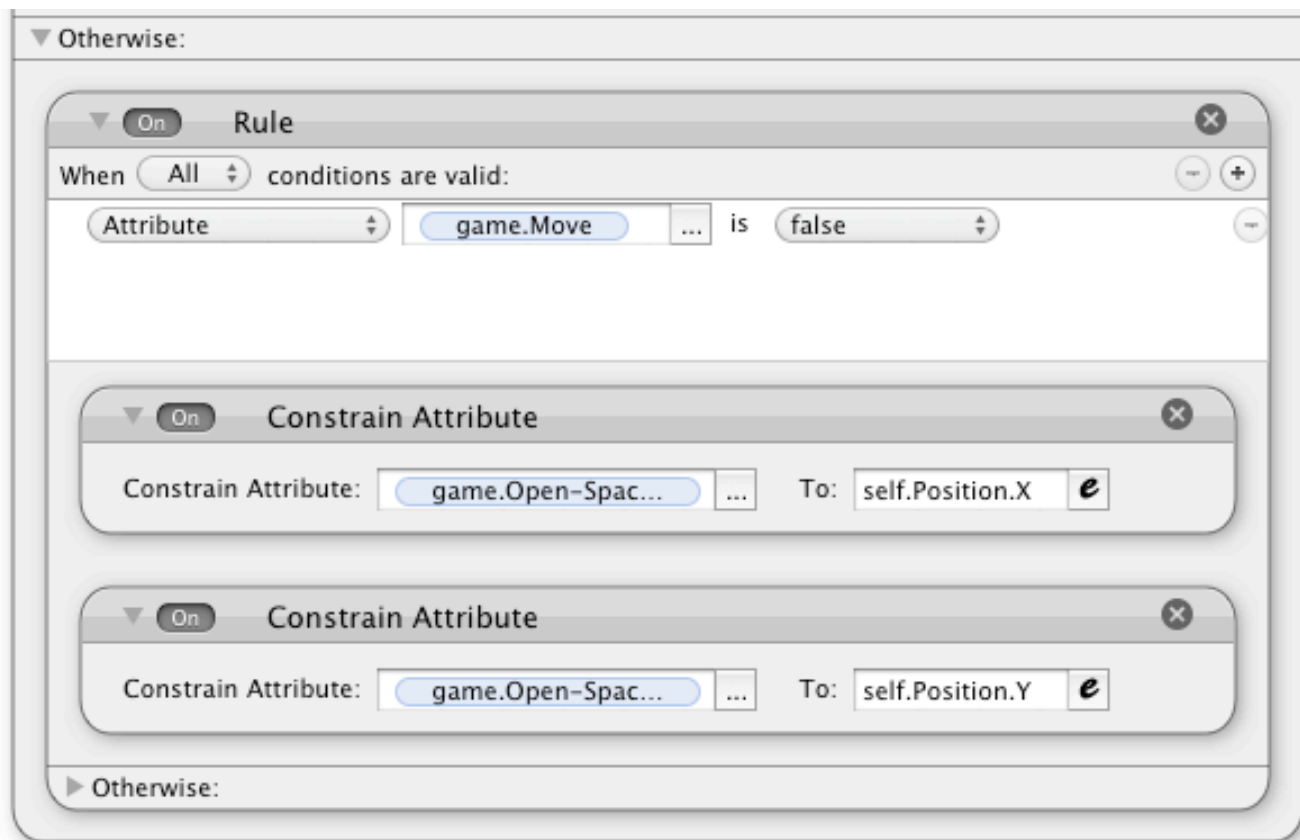 Otherwise:
On Rule
When All conditions are valid:
Attribute game.Move ... is false
On Constrain Attribute
Constrain Attribute: game.Open-Spac... ... To: self.Position.X e
On Constrain Attribute
Constrain Attribute: game.Open-Spac... ... To: self.Position.Y e
Otherwise: